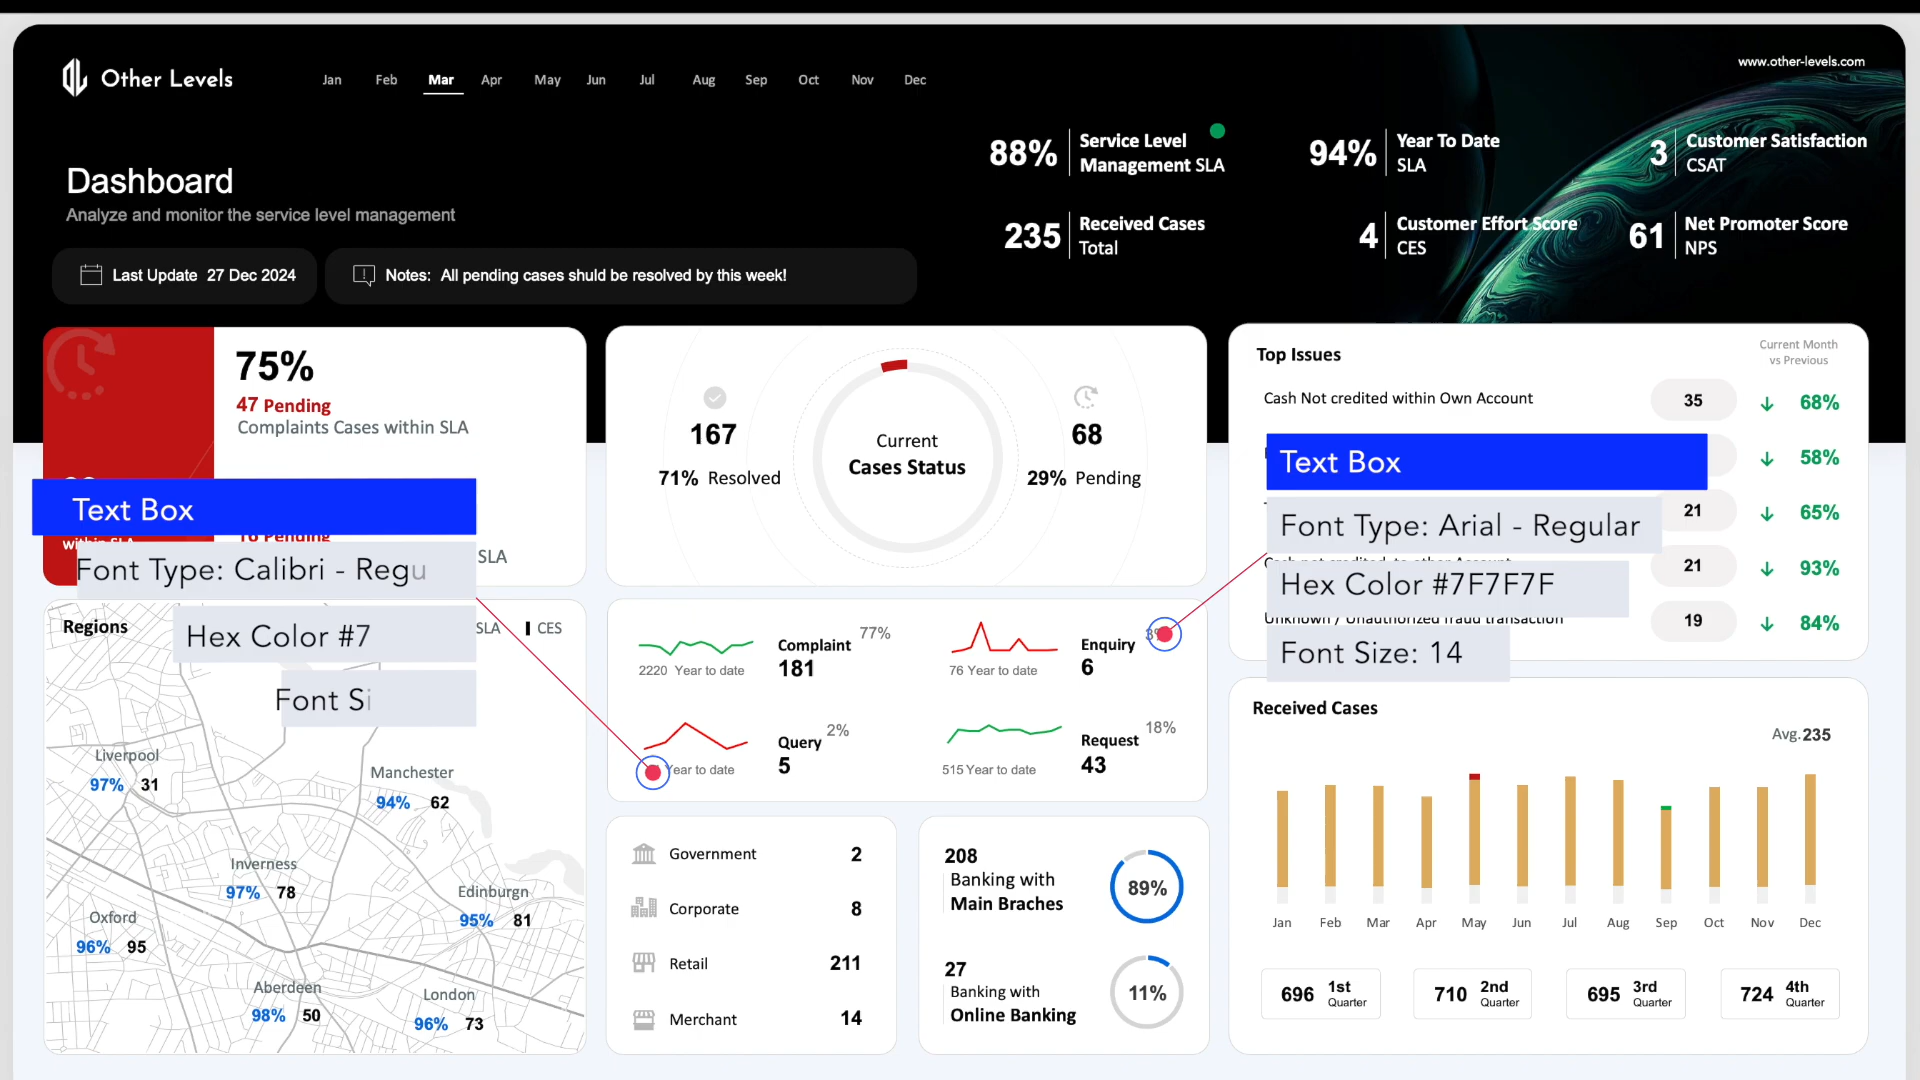 Other Levels
Jan Feb Mar Apr May Jun Jul Aug Sep Oct Nov Dec
www.other-levels.com
88% Service Level Management SLA
94% Year To Date SLA
3 Customer Satisfaction CSAT
235 Received Cases Total
4 Customer Effort Score CES
61 Net Promoter Score NPS
Dashboard
Analyze and monitor the service level management
Last Update 27 Dec 2024
Notes: All pending cases shuld be resolved by this week!
75%
47 Pending
Complaints Cases within SLA
Text Box
Font Type: Calibri - Regu
SLA
Hex Color #7
Font Si
167
71% Resolved
Current
Cases Status
68
29% Pending
Top Issues
Current Month
vs Previous
Cash Not credited within Own Account 35 68%
58%
21 65%
21 93%
Unknown / Unauthorized fraud transaction 19 84%
Text Box
Font Type: Arial - Regular
Hex Color #7F7F7F
Font Size: 14
Regions
SLA CES
Liverpool
97% 31
Manchester
94% 62
Inverness
97% 78
Edinburgn
95% 81
Oxford
96% 95
Aberdeen
98% 50
London
96% 73
2220 Year to date
Complaint 77%
181
76 Year to date
Enquiry
6
Year to date
Query 2%
5
515 Year to date
Request 18%
43
Government 2
Corporate 8
Retail 211
Merchant 14
208
Banking with
Main Braches
89%
27
Banking with
Online Banking
11%
Received Cases
Avg. 235
Jan Feb Mar Apr May Jun Jul Aug Sep Oct Nov Dec
696 1st Quarter
710 2nd Quarter
695 3rd Quarter
724 4th Quarter